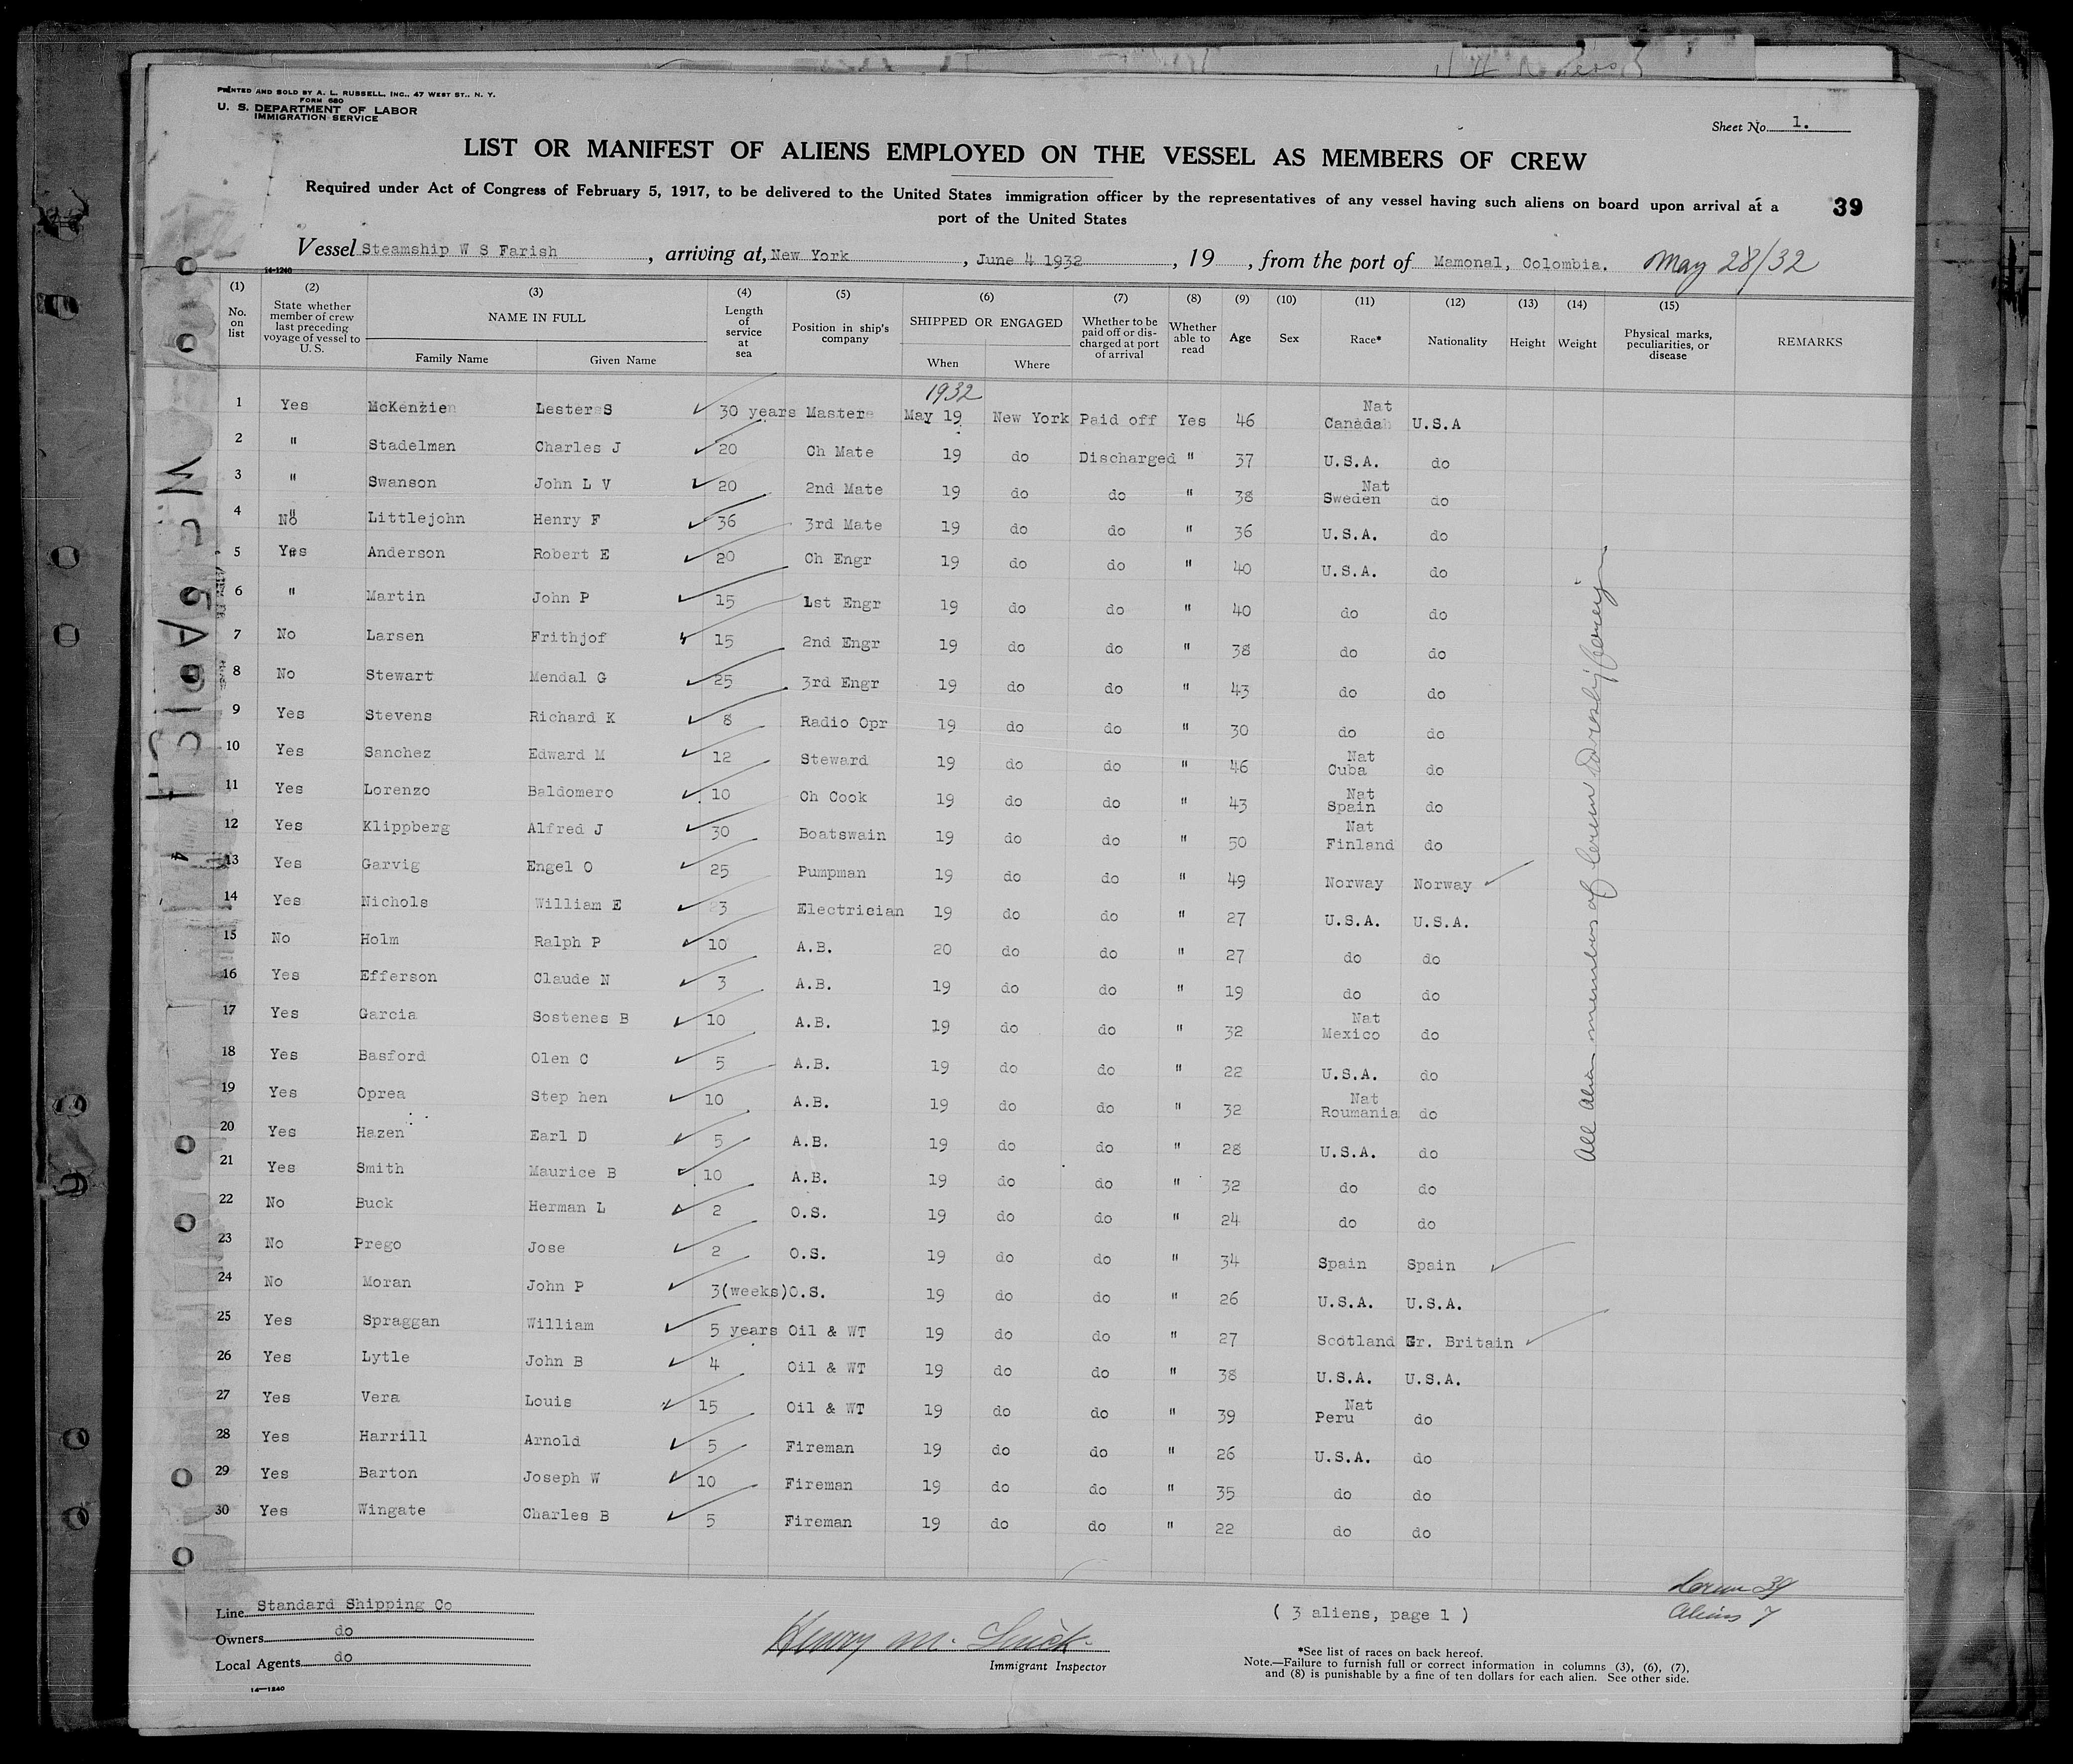 PRINTED AND SOLD BY A. L. RUSSELL, INC., 47 WEST ST., N. Y.
FORM 680
U. S. DEPARTMENT OF LABOR
IMMIGRATION SERVICE
Sheet No. 1.
LIST OR MANIFEST OF ALIENS EMPLOYED ON THE VESSEL AS MEMBERS OF CREW
Required under Act of Congress of February 5, 1917, to be delivered to the United States immigration officer by the representatives of any vessel having such aliens on board upon arrival at a
port of the United States
39
Vessel Steamship W S Farish, arriving at, New York, June 4 1932, 19 , from the port of Mamonal, Colombia. May 28/32
14-1240
(1) (2) (3) (4) (5) (6) (7) (8) (9) (10) (11) (12) (13) (14) (15)
No. on list State whether member of crew last preceding voyage of vessel to U. S. NAME IN FULL Family Name Given Name Length of service at sea Position in ship's company SHIPPED OR ENGAGED When Where Whether to be paid off or discharged at port of arrival Whether able to read Age Sex Race* Nationality Height Weight Physical marks, peculiarities, or disease REMARKS
1932
1 Yes McKenzie Lester S 30 years Master May 19 New York Paid off Yes 46 Nat Canada U.S.A
2 " Stadelman Charles J 20 Ch Mate 19 do Discharged " 37 U.S.A. do
3 " Swanson John L V 20 2nd Mate 19 do do " 38 Nat Sweden do
4 No Littlejohn Henry F 36 3rd Mate 19 do do " 36 U.S.A. do
5 Yes Anderson Robert E 20 Ch Engr 19 do do " 40 U.S.A. do
6 " Martin John P 15 1st Engr 19 do do " 40 do do
7 No Larsen Frithjof 15 2nd Engr 19 do do " 38 do do
8 No Stewart Mendal G 25 3rd Engr 19 do do " 43 do do
9 Yes Stevens Richard K 8 Radio Opr 19 do do " 30 do do
10 Yes Sanchez Edward M 12 Steward 19 do do " 46 Nat Cuba do
11 Yes Lorenzo Baldomero 10 Ch Cook 19 do do " 43 Nat Spain do
12 Yes Klippberg Alfred J 30 Boatswain 19 do do " 50 Nat Finland do
13 Yes Garvig Engel O 25 Pumpman 19 do do " 49 Norway Norway
14 Yes Nichols William E 3 Electrician 19 do do " 27 U.S.A. U.S.A.
15 No Holm Ralph P 10 A.B. 20 do do " 27 do do
16 Yes Efferson Claude N 3 A.B. 19 do do " 19 do do
17 Yes Garcia Sostenes B 10 A.B. 19 do do " 32 Nat Mexico do
18 Yes Basford Olen C 5 A.B. 19 do do " 22 U.S.A. do
19 Yes Oprea Step hen 10 A.B. 19 do do " 32 Nat Roumania do
20 Yes Hazen Earl D 5 A.B. 19 do do " 28 U.S.A. do
21 Yes Smith Maurice B 10 A.B. 19 do do " 32 do do
22 No Buck Herman L 2 O.S. 19 do do " 24 do do
23 No Prego Jose 2 O.S. 19 do do " 34 Spain Spain
24 No Moran John P 3(weeks) O.S. 19 do do " 26 U.S.A. U.S.A.
25 Yes Spraggan William 5 years Oil & WT 19 do do " 27 Scotland Gr. Britain
26 Yes Lytle John B 4 Oil & WT 19 do do " 38 U.S.A. U.S.A.
27 Yes Vera Louis 15 Oil & WT 19 do do " 39 Nat Peru do
28 Yes Harrill Arnold 5 Fireman 19 do do " 26 U.S.A. do
29 Yes Barton Joseph W 10 Fireman 19 do do " 35 do do
30 Yes Wingate Charles B 5 Fireman 19 do do " 22 do do
All Alien members of Crew
Line Standard Shipping Co
Owners do
Local Agents do
14—1240
Henry M.
Immigrant Inspector
( 3 aliens, page 1 )
39
Aliens 7
*See list of races on back hereof.
Note.—Failure to furnish full or correct information in columns (3), (6), (7),
and (8) is punishable by a fine of ten dollars for each alien. See other side.